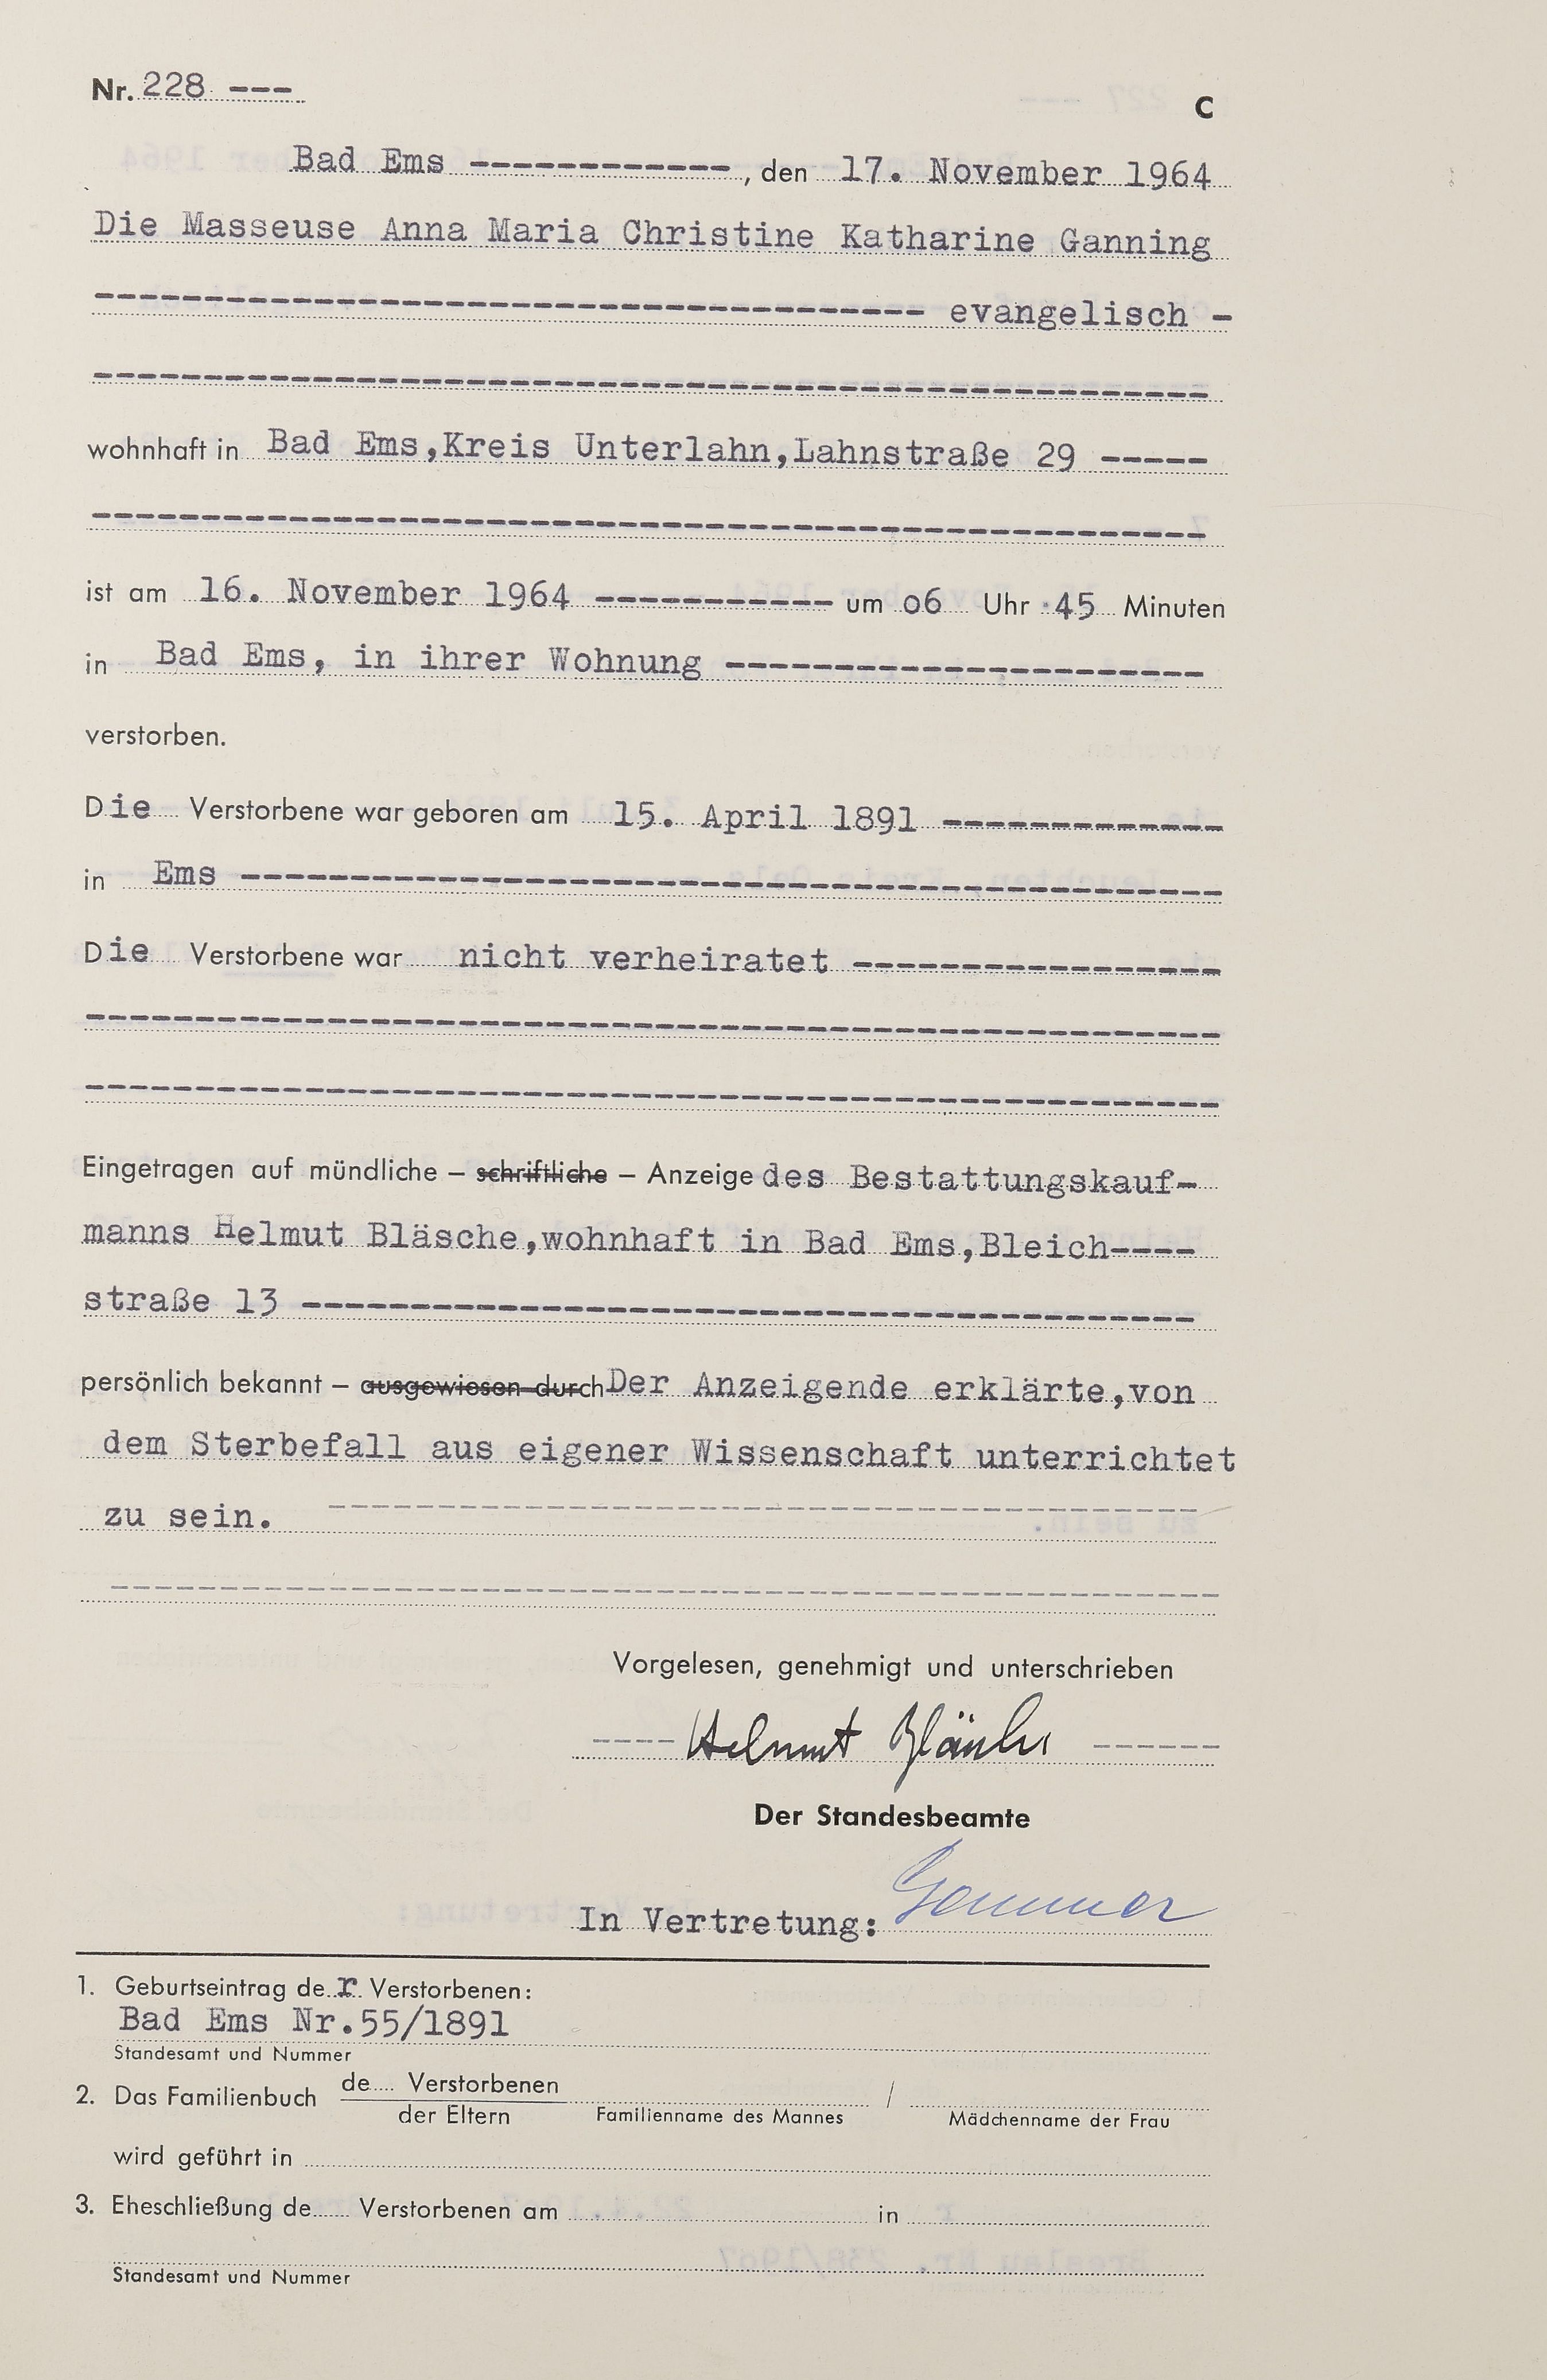 Nr. 228 ---
C
Bad Ems ------------, den 17. November 1964
Die Masseuse Anna Maria Christine Katharine Ganning
-------------------------------------- evangelisch -
---------------------------------------------------
wohnhaft in Bad Ems,Kreis Unterlahn,Lahnstraße 29 -----
---------------------------------------------------
ist am 16. November 1964 ----------- um 06 Uhr 45 Minuten
in Bad Ems, in ihrer Wohnung ----------------------
verstorben.
Die Verstorbene war geboren am 15. April 1891 -------------
in Ems ---------------------------------------------
Die Verstorbene war nicht verheiratet -----------------
----------------------------------------------------
----------------------------------------------------
Eingetragen auf mündliche – schriftliche – Anzeige des Bestattungskauf-
manns Helmut Bläsche,wohnhaft in Bad Ems,Bleich----
straße 13 -----------------------------------------
persönlich bekannt – ausgewiesen durch Der Anzeigende erklärte,von
dem Sterbefall aus eigener Wissenschaft unterrichtet
zu sein. ----------------------------------------
---------------------------------------------------
Vorgelesen, genehmigt und unterschrieben
---- Helmut Bläsche ------
Der Standesbeamte
In Vertretung:
1. Geburtseintrag der Verstorbenen:
Bad Ems Nr.55/1891
Standesamt und Nummer
2. Das Familienbuch de.... Verstorbenen /
der Eltern Familienname des Mannes Mädchenname der Frau
wird geführt in
3. Eheschließung de...... Verstorbenen am in
Standesamt und Nummer